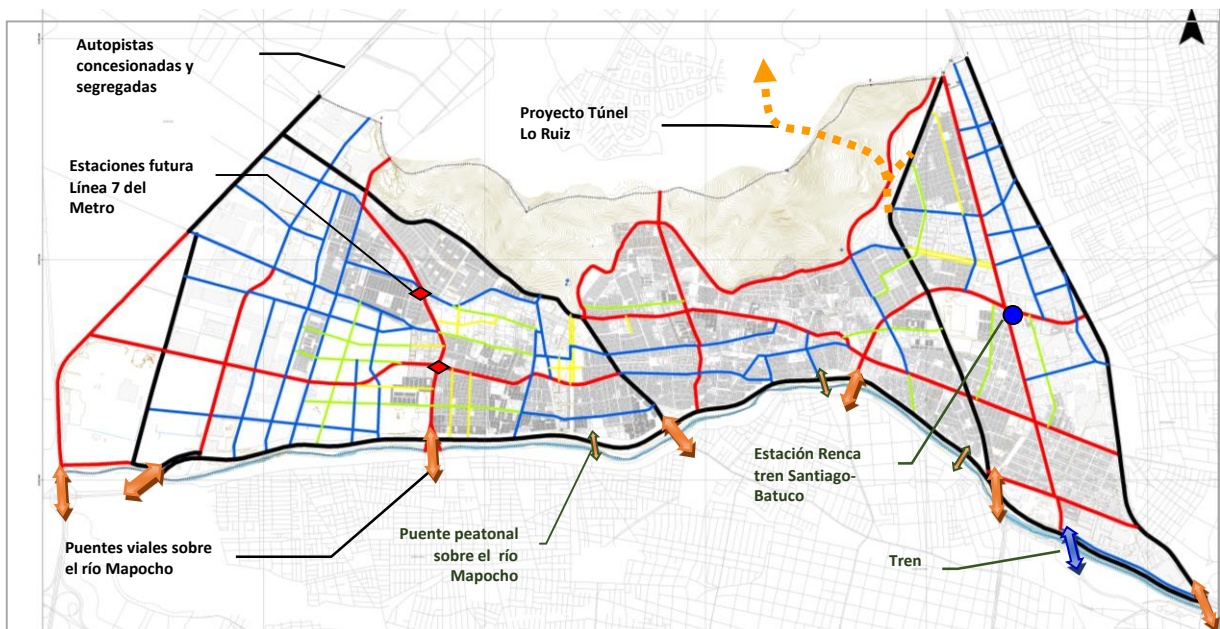 Autopistas
concesionadas y
segregadas
Proyecto Túnel
Lo Ruiz
Estaciones futura
Línea 7 del
Metro
Estación Renca
tren Santiago-
Batuco
Puentes viales sobre
el río Mapocho
Puente peatonal
sobre el río
Mapocho
Tren